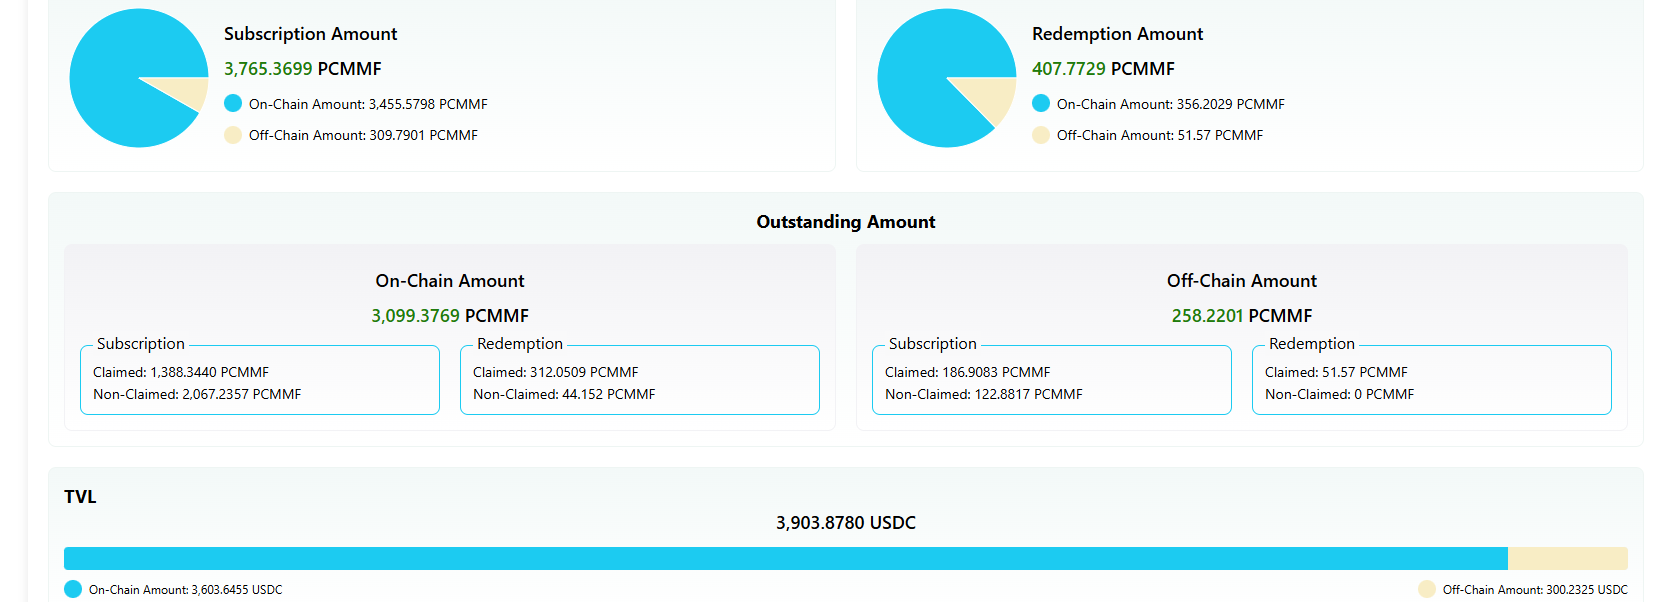 Subscription Amount
3,765.3699 PCMMF
On-Chain Amount: 3,455.5798 PCMMF
Off-Chain Amount: 309.7901 PCMMF
Redemption Amount
407.7729 PCMMF
On-Chain Amount: 356.2029 PCMMF
Off-Chain Amount: 51.57 PCMMF
Outstanding Amount
On-Chain Amount
3,099.3769 PCMMF
Subscription
Claimed: 1,388.3440 PCMMF
Non-Claimed: 2,067.2357 PCMMF
Redemption
Claimed: 312.0509 PCMMF
Non-Claimed: 44.152 PCMMF
Off-Chain Amount
258.2201 PCMMF
Subscription
Claimed: 186.9083 PCMMF
Non-Claimed: 122.8817 PCMMF
Redemption
Claimed: 51.57 PCMMF
Non-Claimed: 0 PCMMF
TVL
3,903.8780 USDC
On-Chain Amount: 3,603.6455 USDC
Off-Chain Amount: 300.2325 USDC